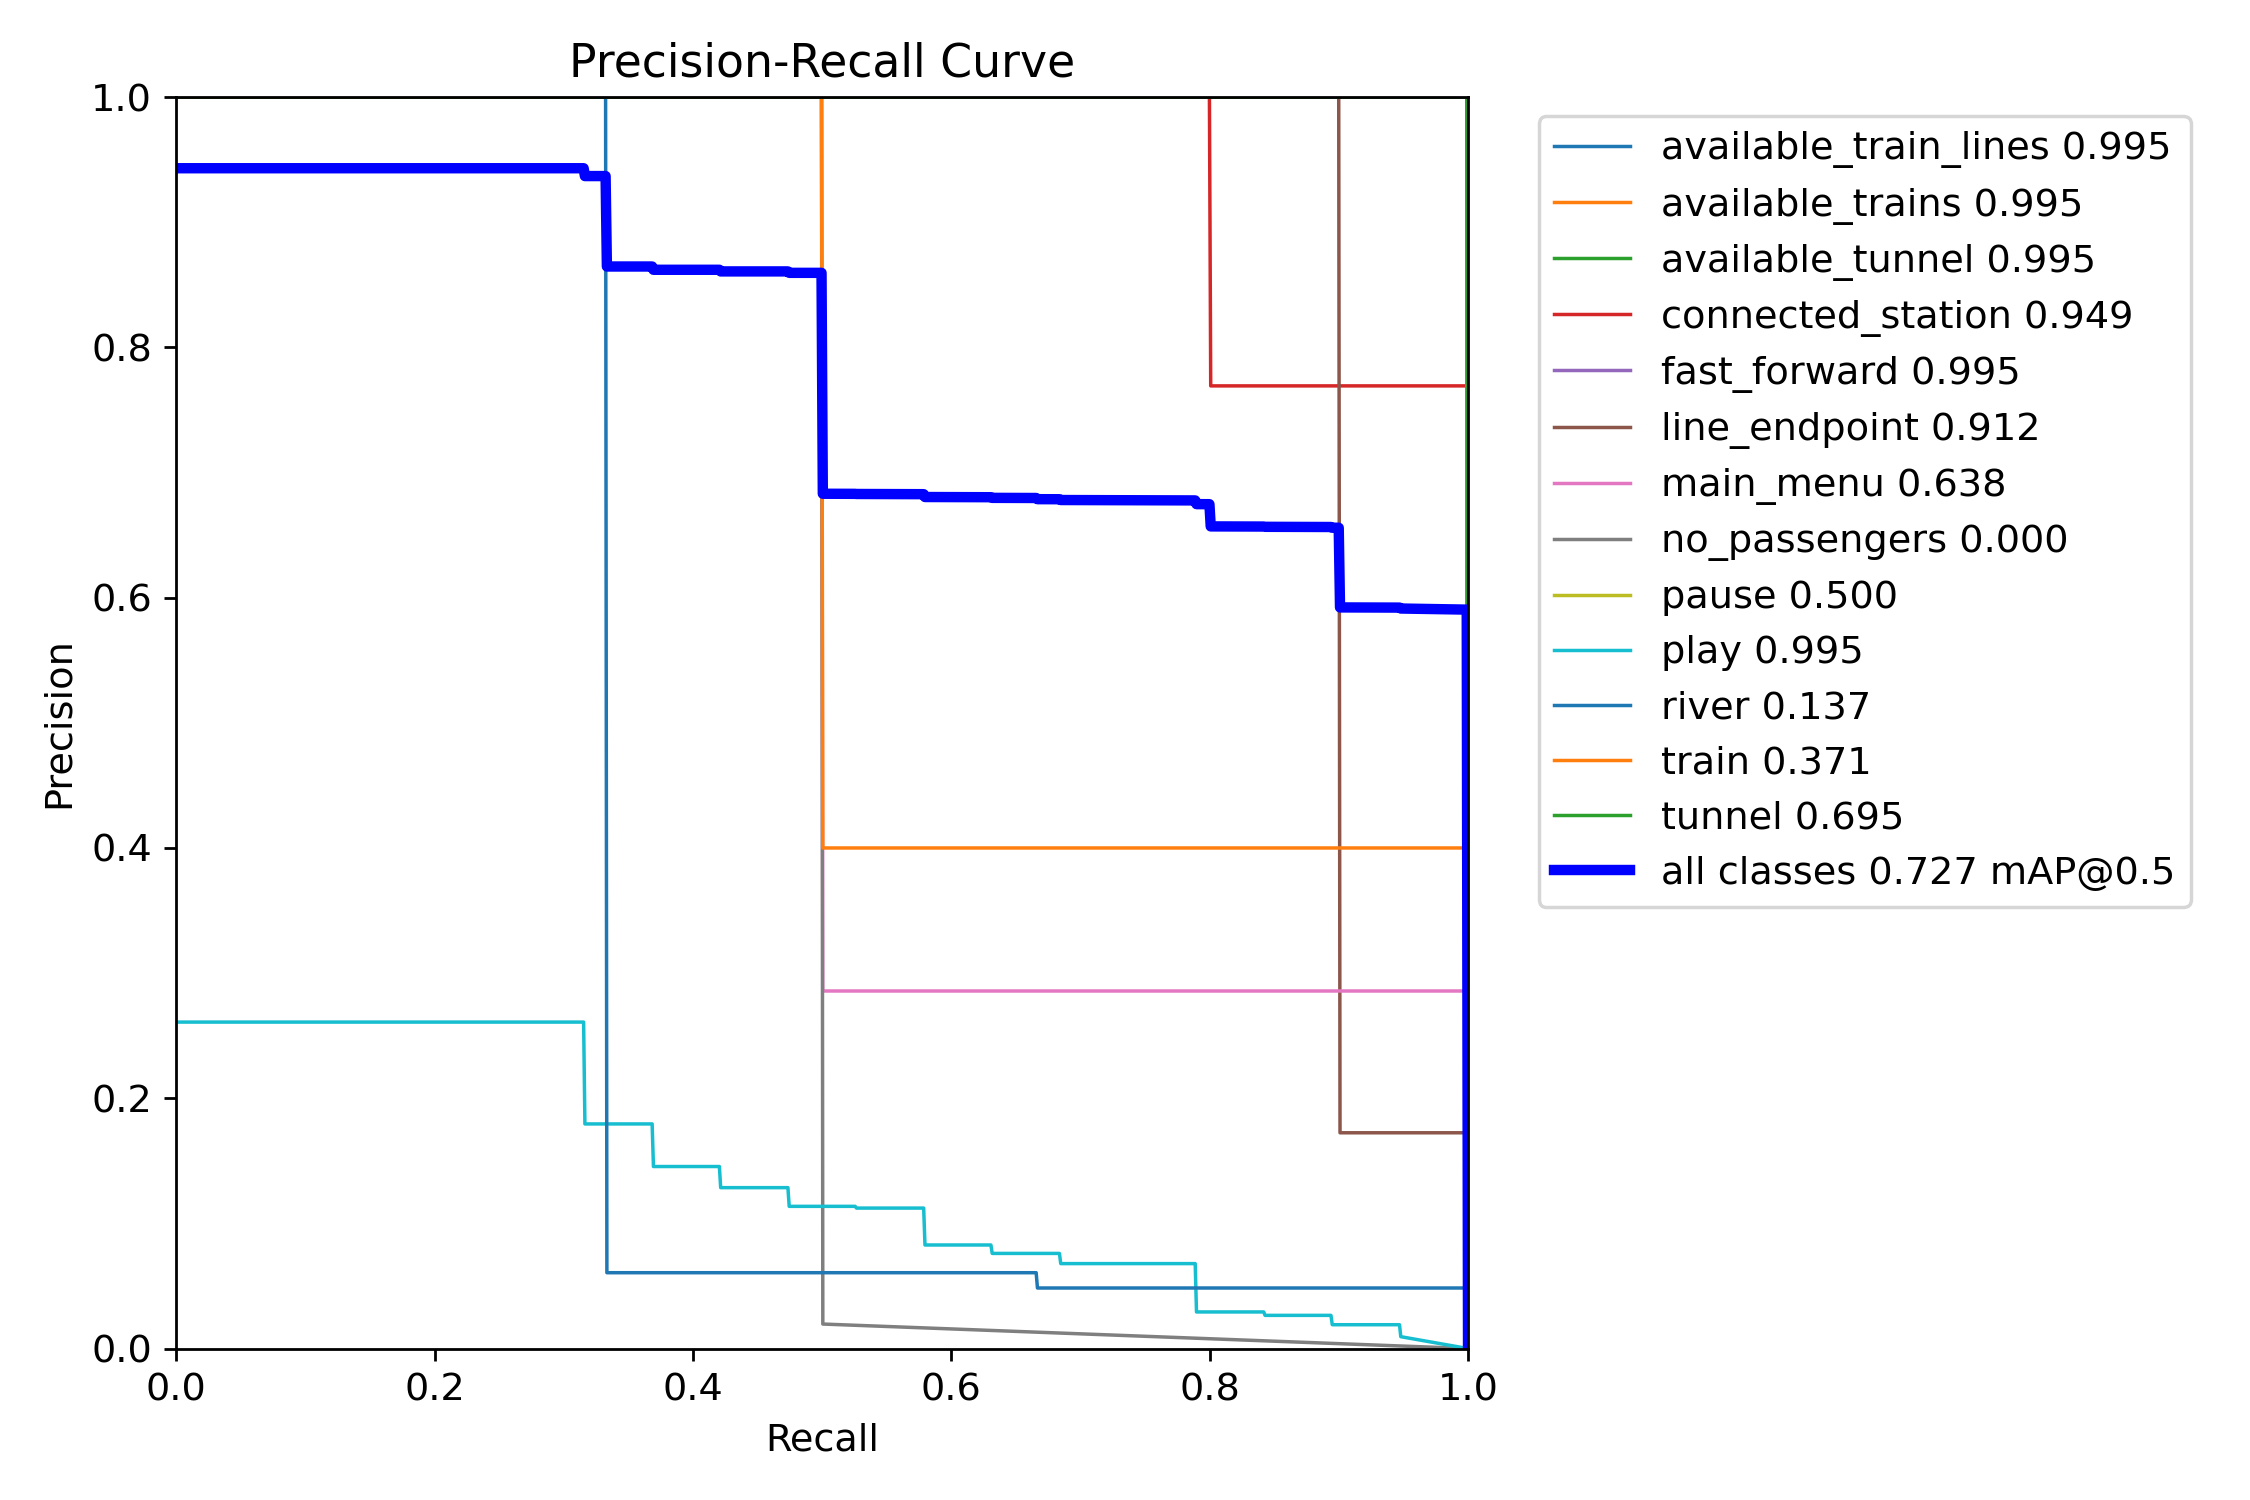 Precision-Recall Curve
1.0
0.8
0.6
0.4
0.2
0.0
Precision
0.0 0.2 0.4 0.6 0.8 1.0
Recall
available_train_lines 0.995
available_trains 0.995
available_tunnel 0.995
connected_station 0.949
fast_forward 0.995
line_endpoint 0.912
main_menu 0.638
no_passengers 0.000
pause 0.500
play 0.995
river 0.137
train 0.371
tunnel 0.695
all classes 0.727 mAP@0.5